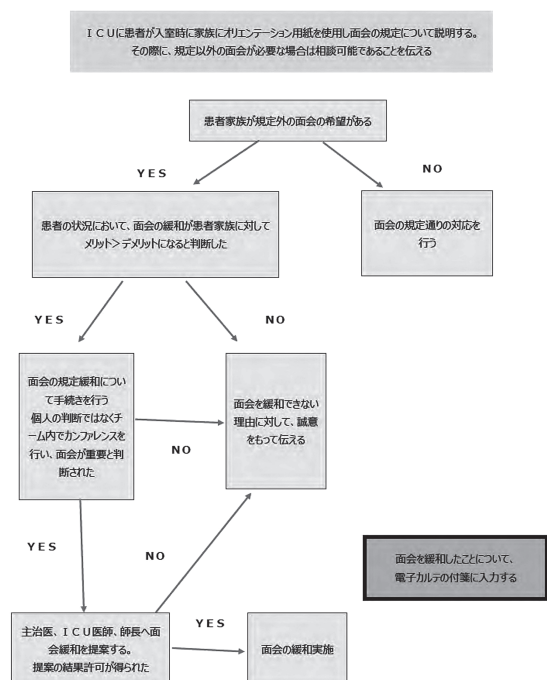 ＩＣＵに患者が入室時に家族にオリエンテーション用紙を使用し面会の規定について説明する。
その際に、規定以外の面会が必要な場合は相談可能であることを伝える
患者家族が規定外の面会の希望がある
YES
NO
患者の状況において、面会の緩和が患者家族に対して
メリット＞デメリットになると判断した
面会の規定通りの対応を
行う
YES
NO
面会の規定緩和につい
て手続きを行う
個人の判断ではなくチ
ーム内でカンファレンスを
行い、面会が重要と判
断された
NO
面会を緩和できない
理由に対して、誠意
をもって伝える
YES
NO
面会を緩和したことについて、
電子カルテの付箋に入力する
主治医、ＩＣＵ医師、師長へ面
会緩和を提案する。
提案の結果許可が得られた
YES
面会の緩和実施